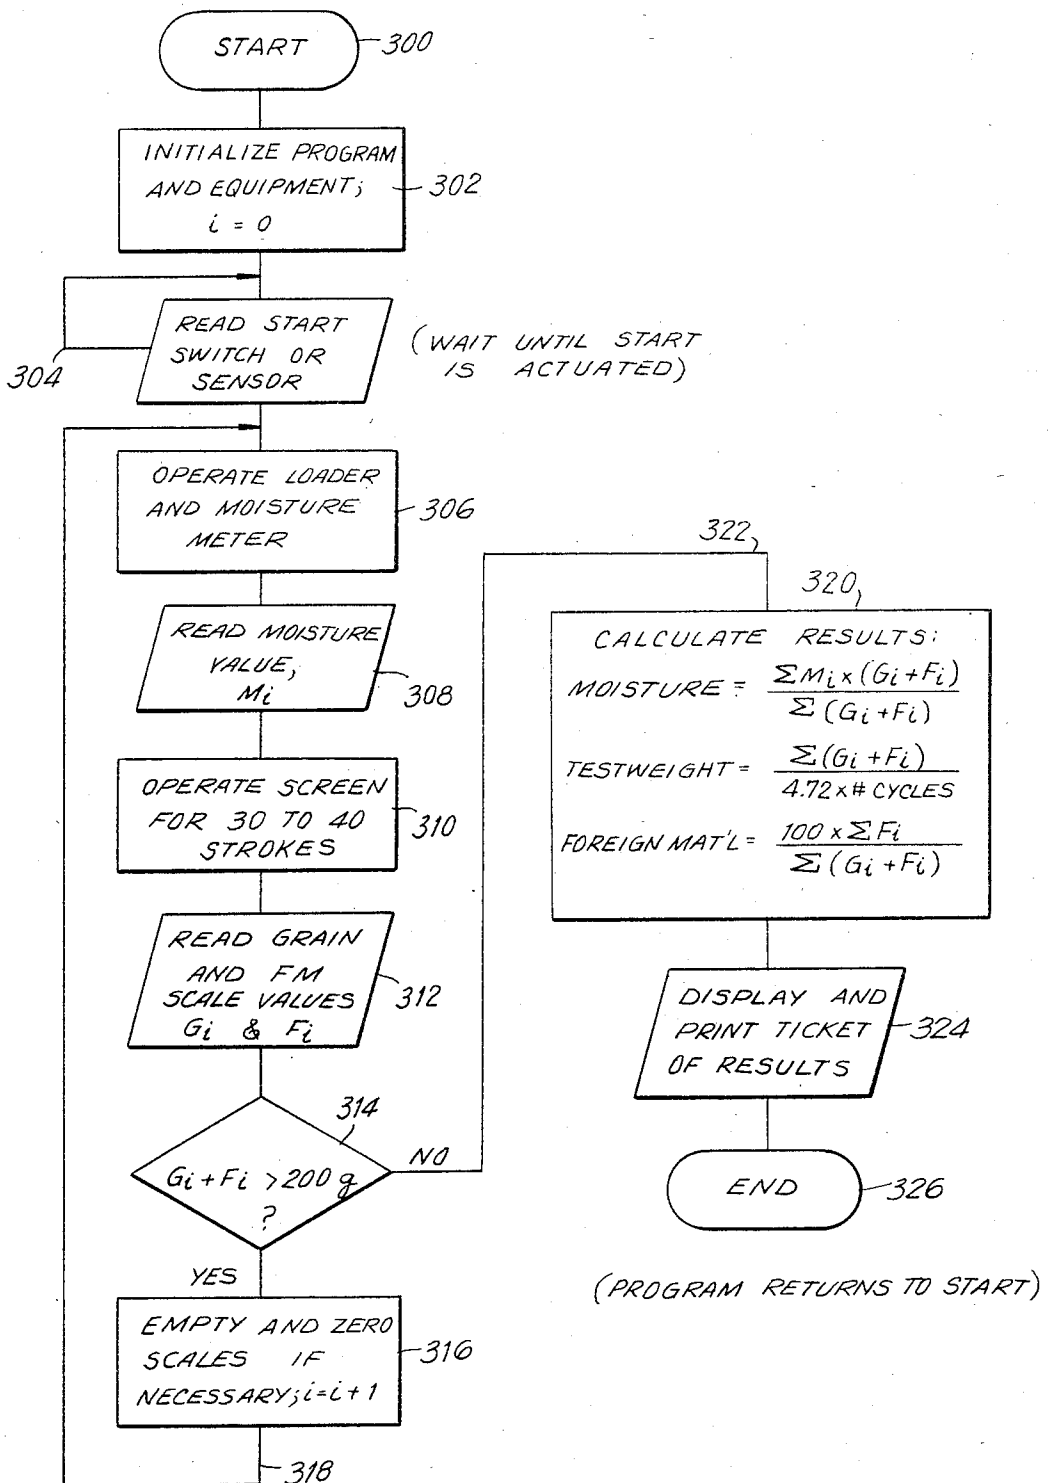 START
300
INITIALIZE PROGRAM
AND EQUIPMENT;
i = 0
302
READ START
SWITCH OR
SENSOR
304
(WAIT UNTIL START
IS ACTUATED)
OPERATE LOADER
AND MOISTURE
METER
306
READ MOISTURE
VALUE,
Mi
308
OPERATE SCREEN
FOR 30 TO 40
STROKES
310
READ GRAIN
AND FM
SCALE VALUES
Gi & Fi
312
314
Gi+Fi >200 g
?
NO
YES
EMPTY AND ZERO
SCALES IF
NECESSARY; i=i+1
316
318
322
320
CALCULATE RESULTS:
MOISTURE = ΣMi x (Gi+Fi)
Σ (Gi+Fi)
TESTWEIGHT = Σ(Gi+Fi)
4.72 x # CYCLES
FOREIGN MAT'L = 100 x ΣFi
Σ(Gi+Fi)
DISPLAY AND
PRINT TICKET
OF RESULTS
324
END
326
(PROGRAM RETURNS TO START)